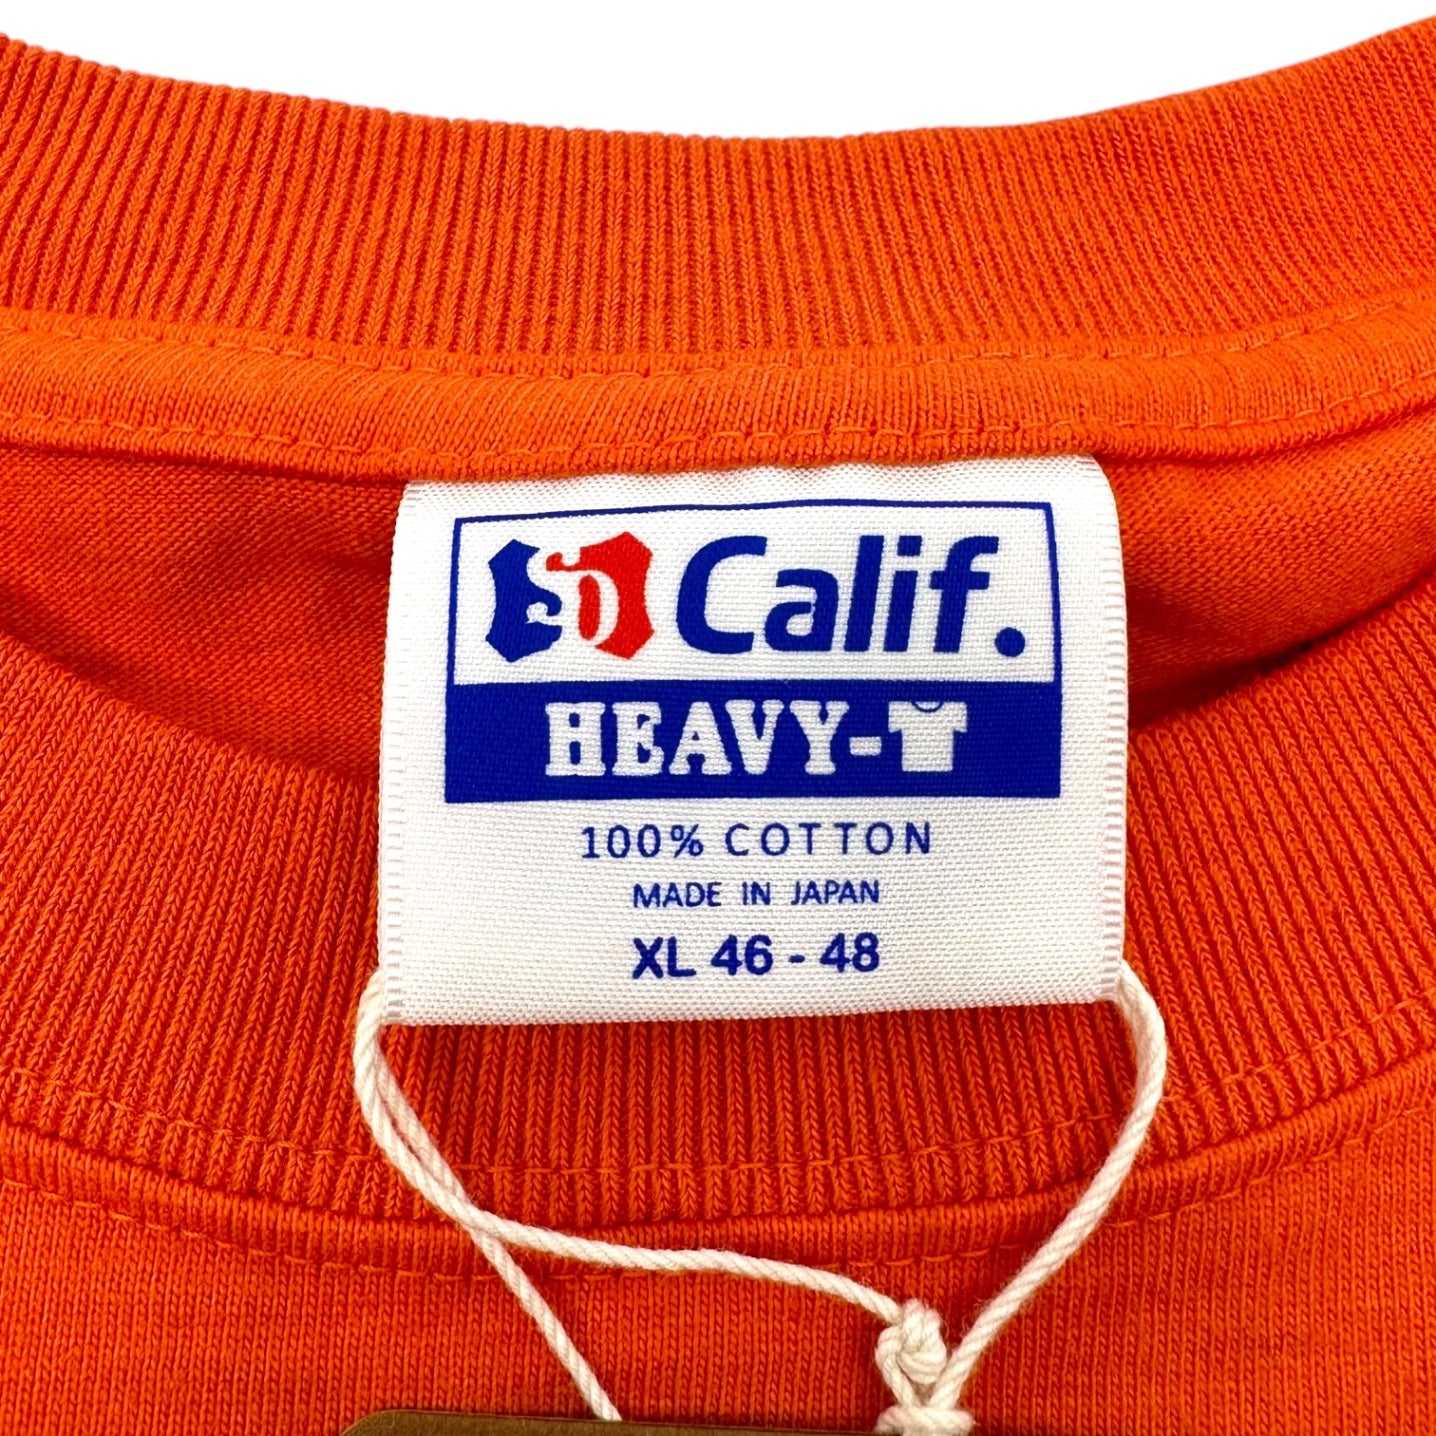 SD Calif.
HEAVY-T
100% COTTON
MADE IN JAPAN
XL 46 - 48